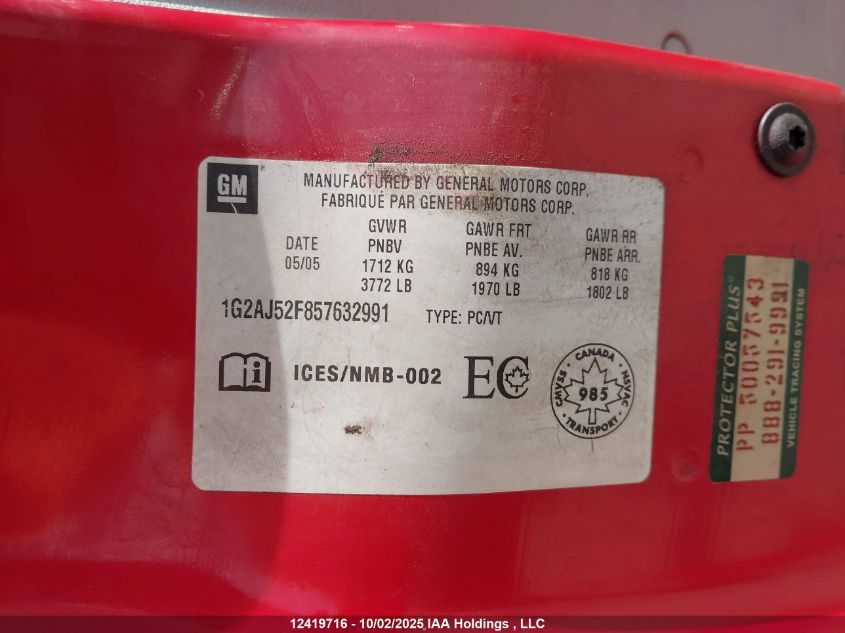 GM
MANUFACTURED BY GENERAL MOTORS CORP.
FABRIQUÉ PAR GENERAL MOTORS CORP.
DATE
05/05
GVWR
PNBV
1712 KG
3772 LB
GAWR FRT
PNBE AV.
894 KG
1970 LB
GAWR RR
PNBE ARR.
818 KG
1802 LB
1G2AJ52F857632991 TYPE: PC/VT
i ICES/NMB-002 EC
CANADA
CMVSS 985 NSVAC
TRANSPORT
PROTECTOR PLUS®
PP 50057543
888-291-9991
VEHICLE TRACING SYSTEM
12419716 - 10/02/2025 IAA Holdings , LLC